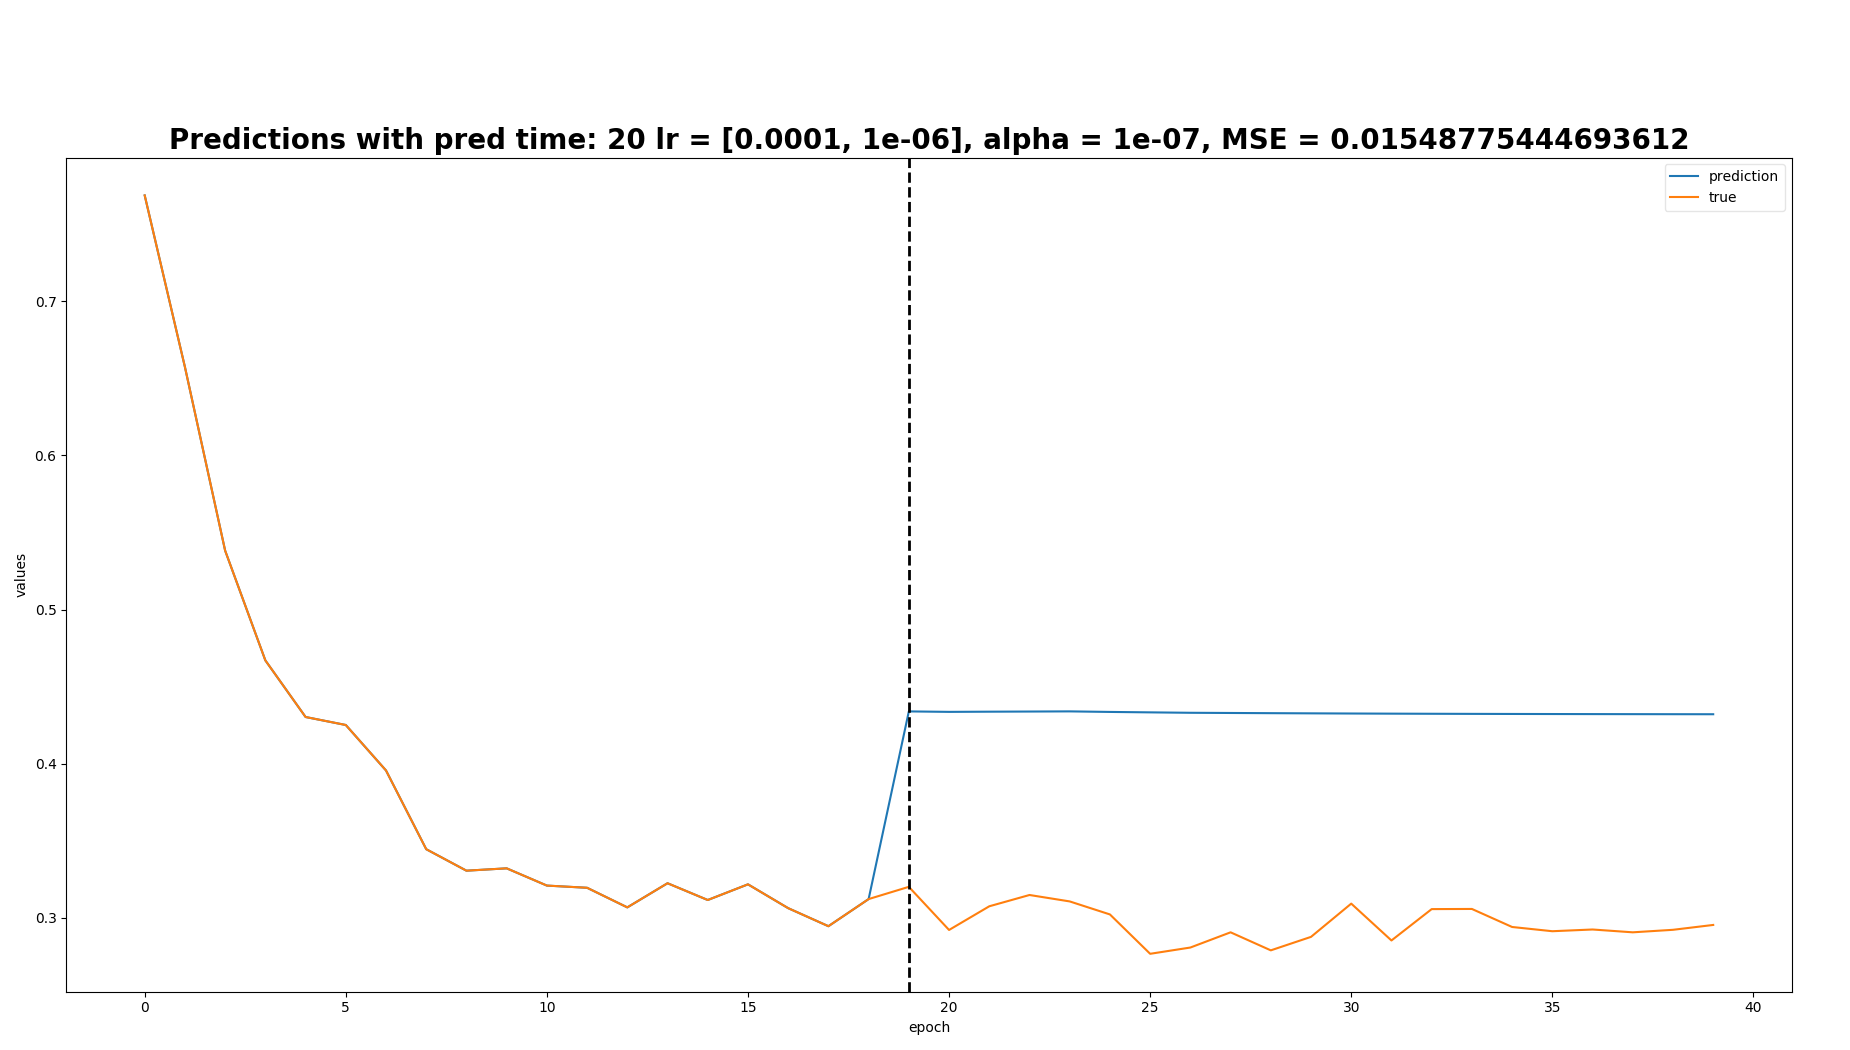 Predictions with pred time: 20 lr = [0.0001, 1e-06], alpha = 1e-07, MSE = 0.01548775444693612
prediction
true
values
0.7
0.6
0.5
0.4
0.3
0 5 10 15 20 25 30 35 40
epoch